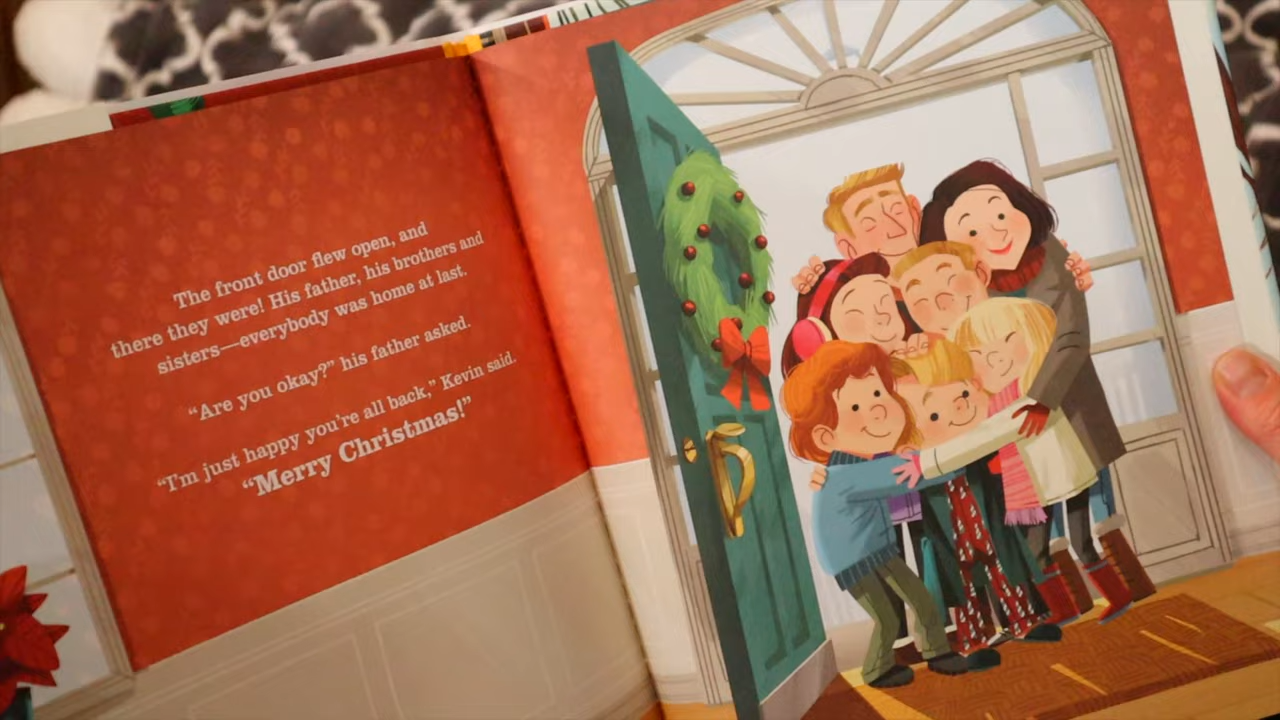 The front door flew open, and
there they were! His father, his brothers and
sisters—everybody was home at last.
“Are you okay?” his father asked.
“I’m just happy you’re all back,” Kevin said.
“Merry Christmas!”